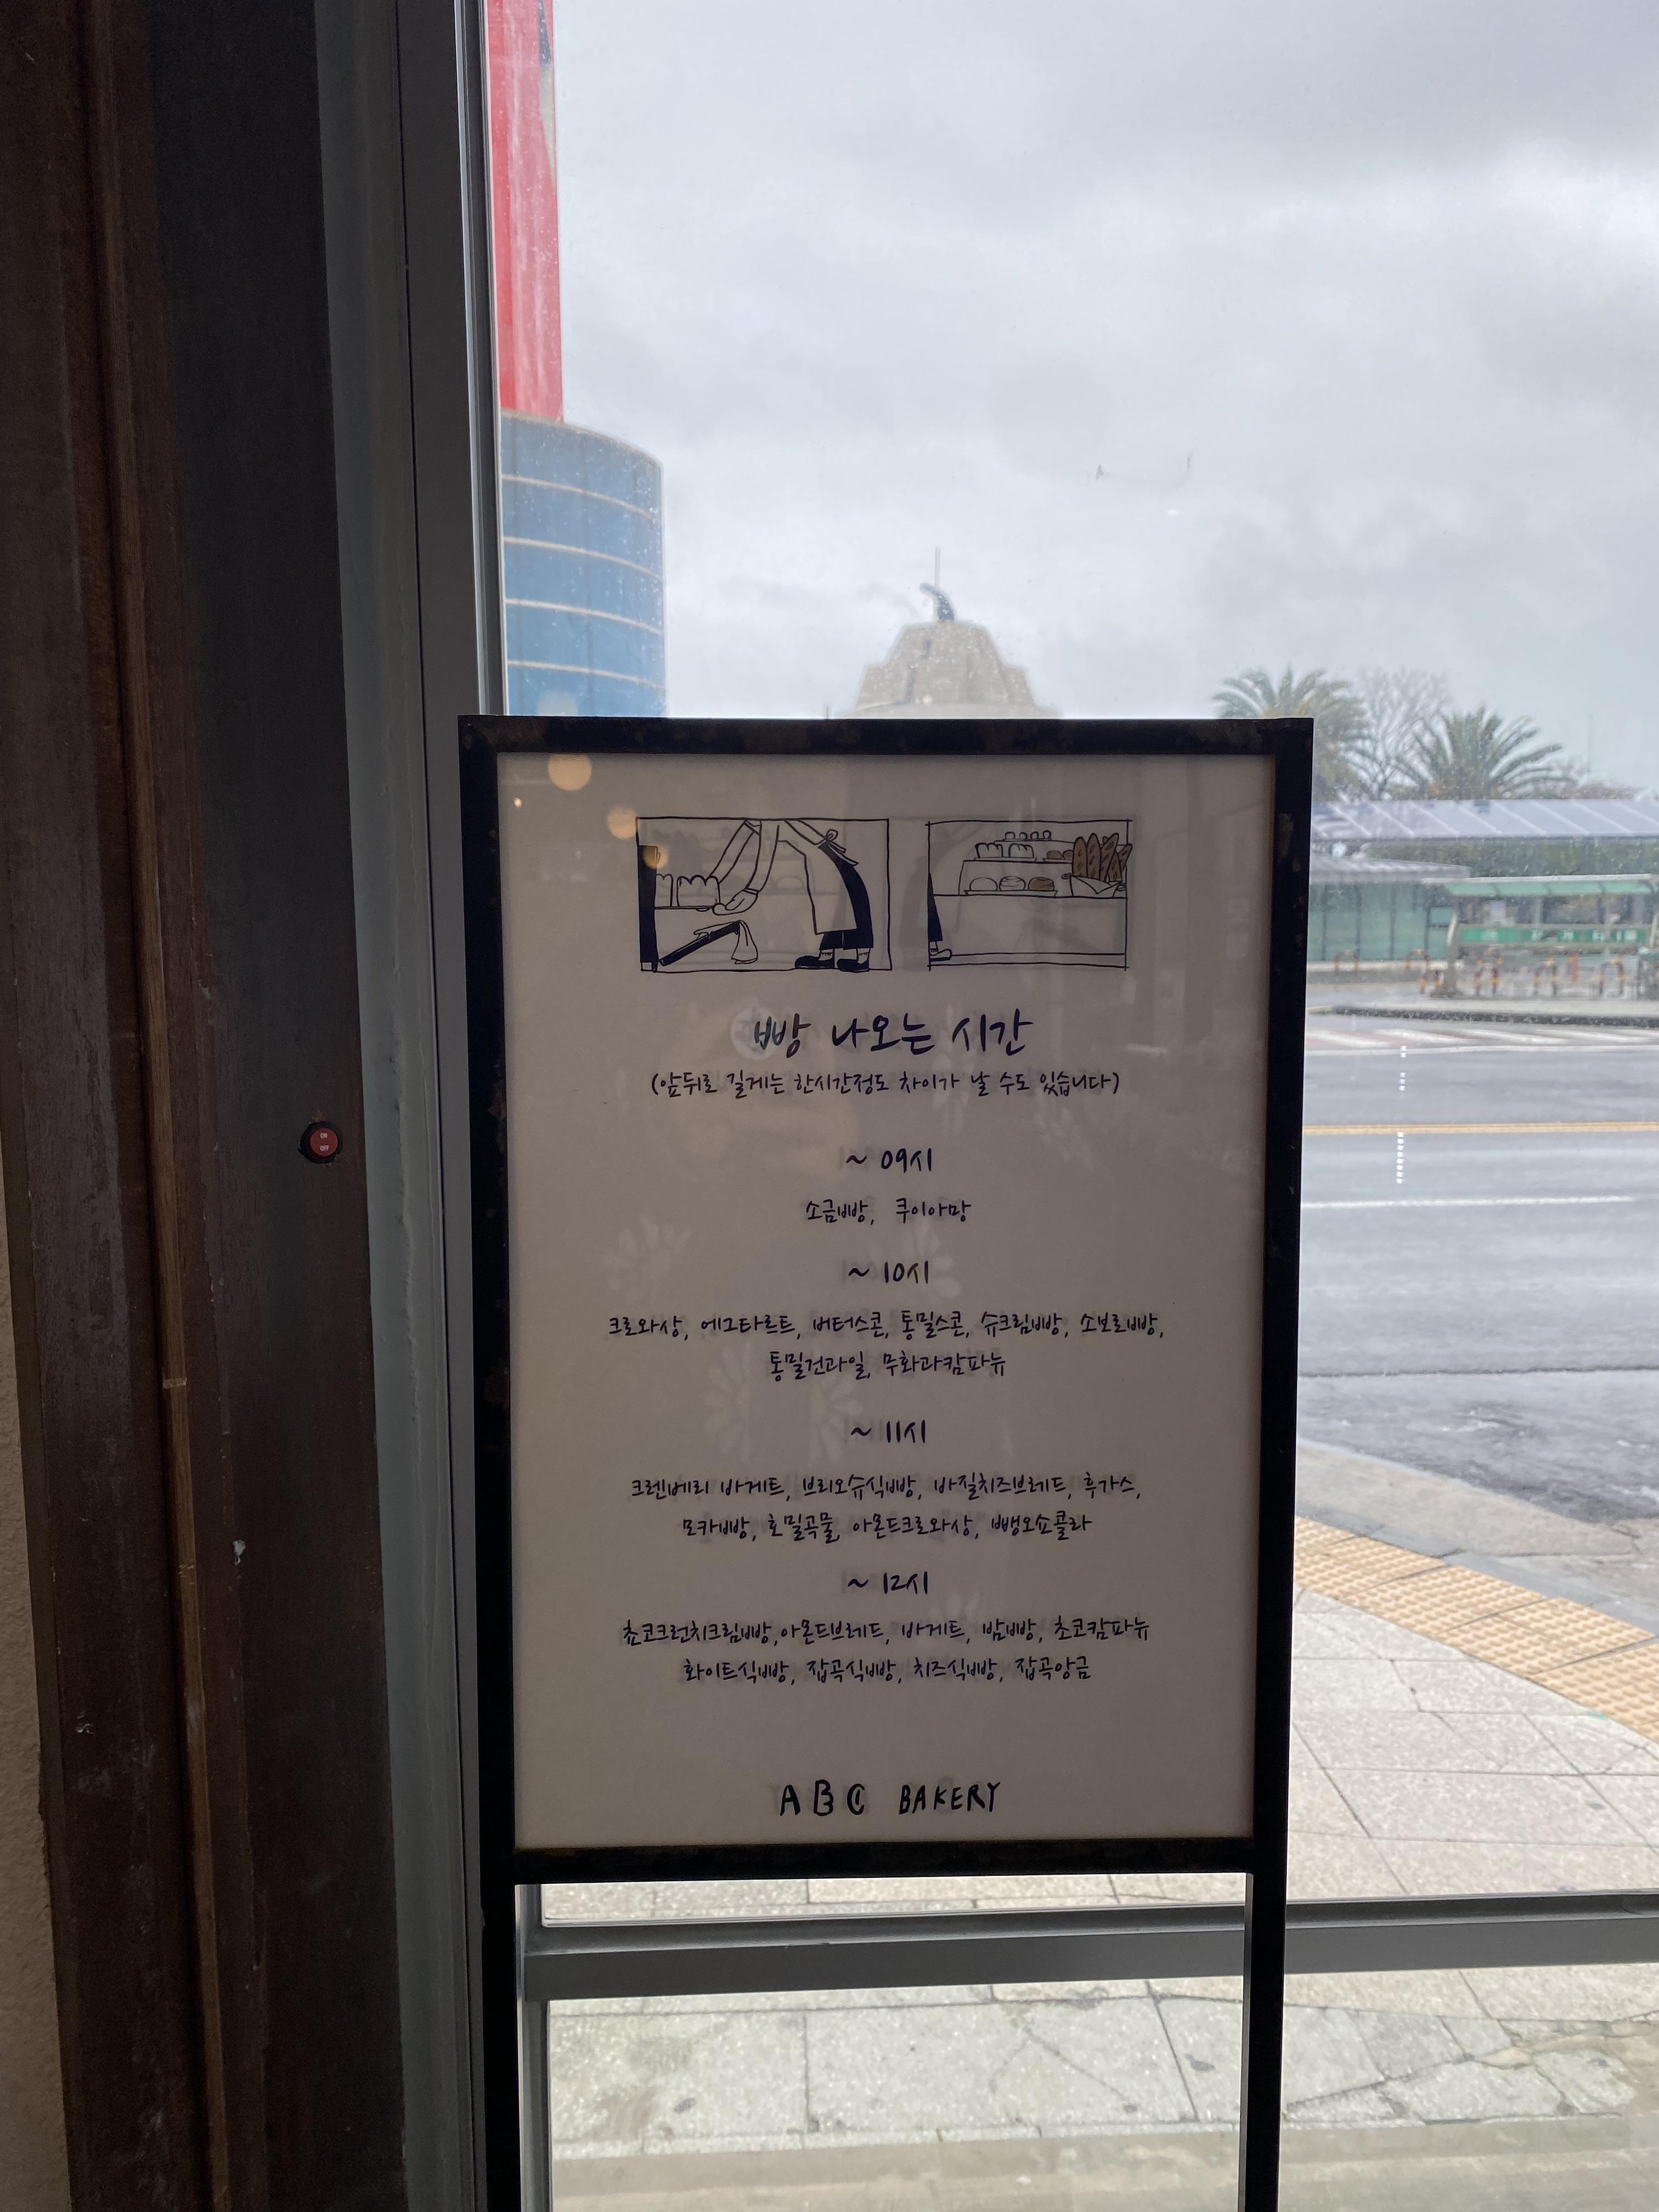 빵 나오는 시간
(앞뒤로 길게는 한시간정도 차이가 날 수도 있습니다)
~ 09시
소금빵, 쿠이아망
~ 10시
크로와상, 에그타르트, 버터스콘, 통밀스콘, 슈크림빵, 소보로빵,
통밀건과일, 무화과캄파뉴
~ 11시
크렌베리 바게트, 브리오슈식빵, 바질치즈브레드, 후가스,
모카빵, 호밀곡물, 아몬드크로와상, 뺑오쇼콜라
~ 12시
쵸코크런치크림빵, 아몬드브레드, 바게트, 밤빵, 초코캄파뉴
화이트식빵, 잡곡식빵, 치즈식빵, 잡곡앙금
ABC BAKERY
ON
OFF